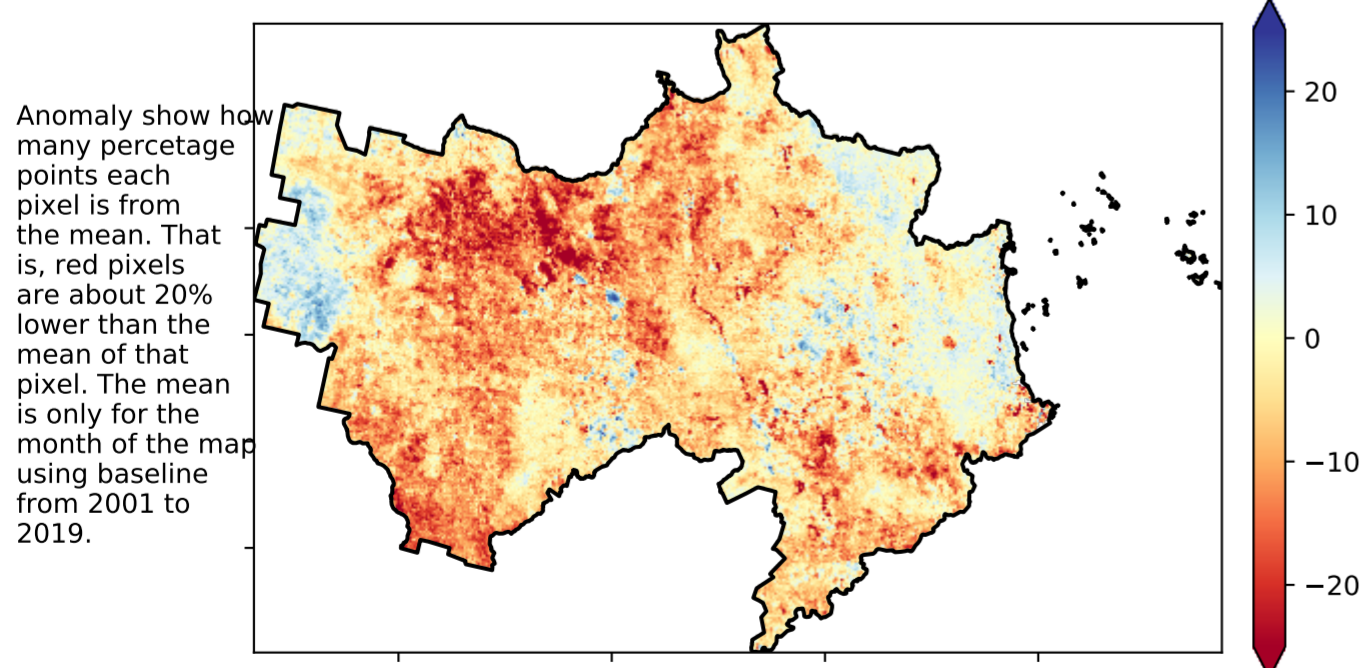 Anomaly show how
many percetage
points each
pixel is from
the mean. That
is, red pixels
are about 20%
lower than the
mean of that
pixel. The mean
is only for the
month of the map
using baseline
from 2001 to
2019.
20
10
0
−10
−20